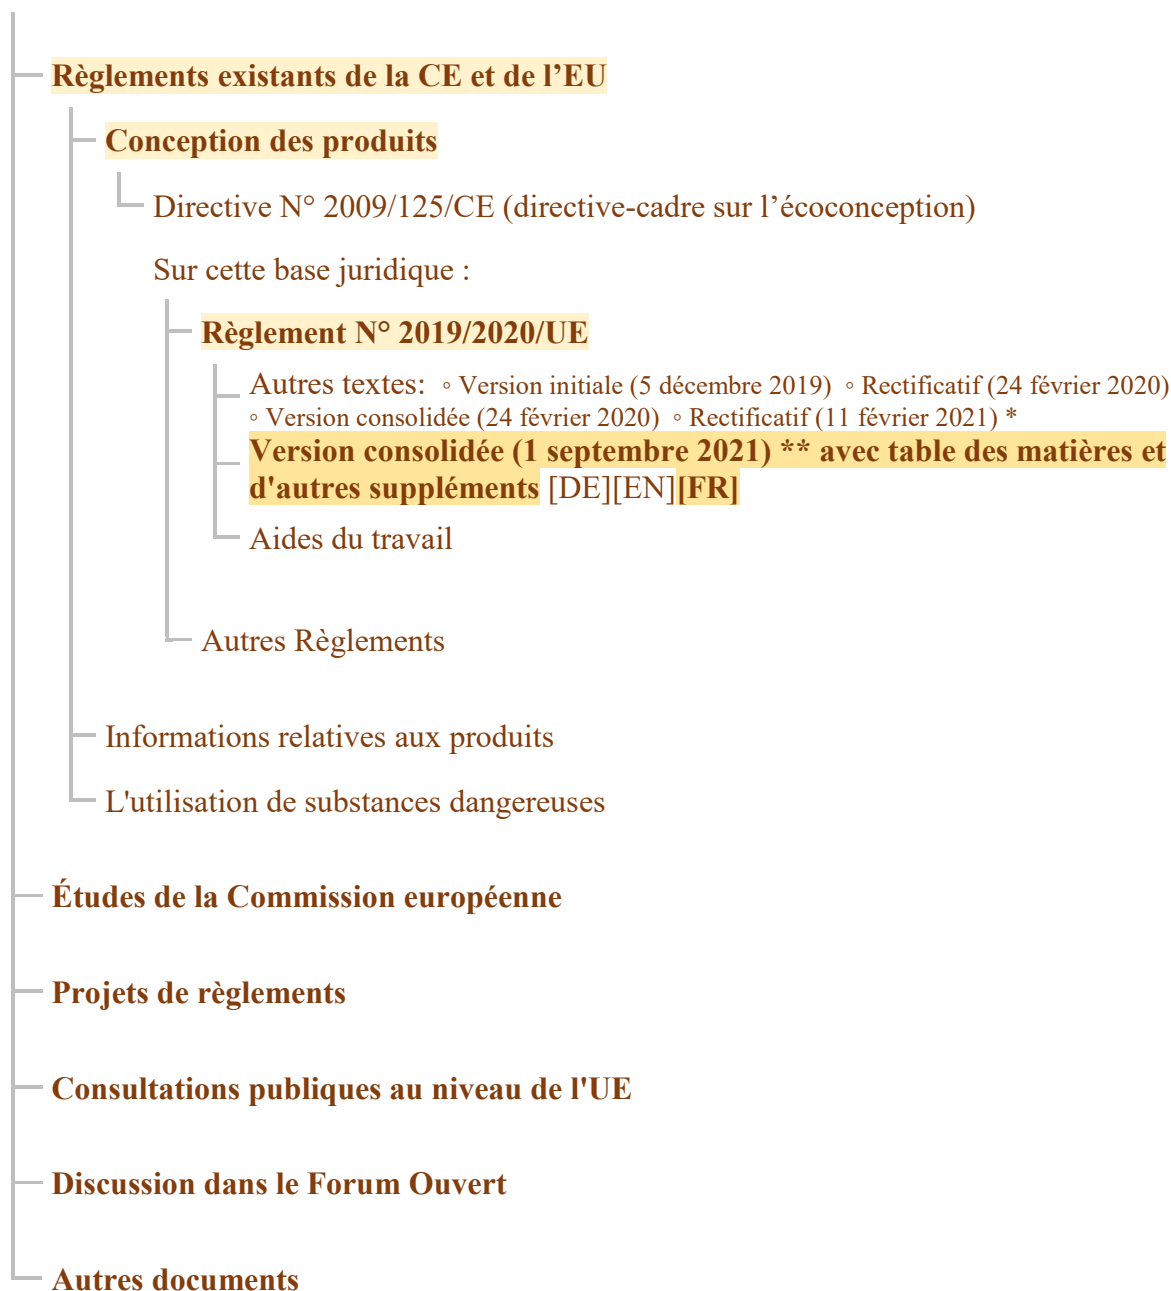 Règlements existants de la CE et de l’EU
Conception des produits
Directive N° 2009/125/CE (directive-cadre sur l’écoconception)
Sur cette base juridique :
Règlement N° 2019/2020/UE
Autres textes: ◦ Version initiale (5 décembre 2019) ◦ Rectificatif (24 février 2020)
◦ Version consolidée (24 février 2020) ◦ Rectificatif (11 février 2021) *
Version consolidée (1 septembre 2021) ** avec table des matières et
d'autres suppléments [DE][EN][FR]
Aides du travail
Autres Règlements
Informations relatives aux produits
L'utilisation de substances dangereuses
Études de la Commission européenne
Projets de règlements
Consultations publiques au niveau de l'UE
Discussion dans le Forum Ouvert
Autres documents